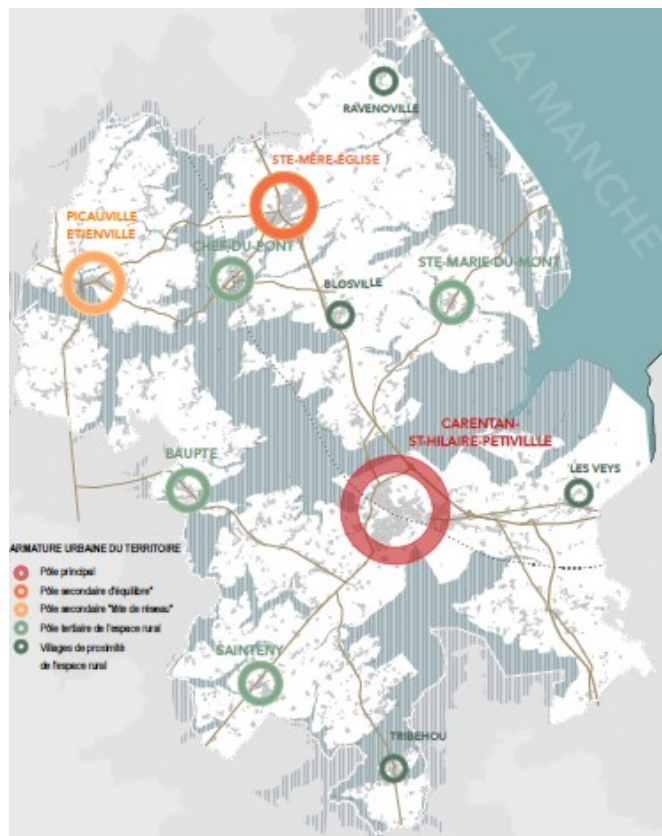 LA MANCHE
RAVENOVILLE
STE-MÈRE-ÉGLISE
PICAUVILLE
ETIENVILLE
CHEF-DU-PONT
BLOSVILLE
STE-MARIE-DU-MONT
CARENTAN-
ST-HILAIRE-PETIVILLLE
BAUPTE
LES VEYS
ARMATURE URBAINE DU TERRITOIRE
Pôle principal
Pôle secondaire d'équilibre"
Pôle secondaire "tête de réseau"
Pôle tertiaire de l'espace rural
Villages de proximité
de l'espace rural
SAINTENY
TRIBEHOU